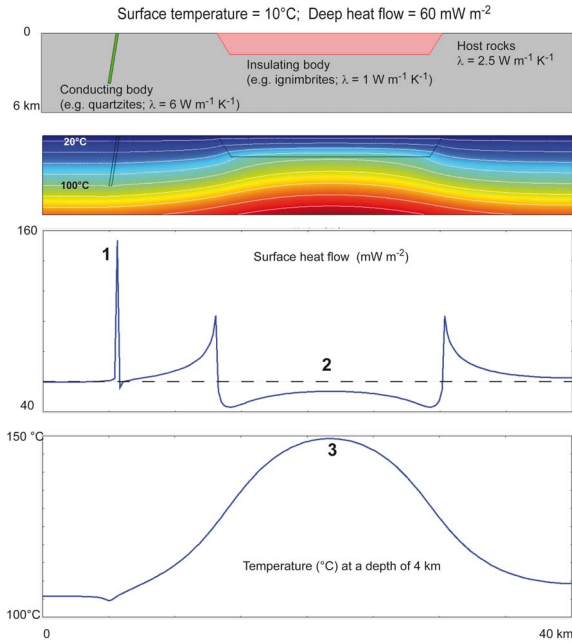 Surface temperature = 10°C; Deep heat flow = 60 mW m⁻²
0
Conducting body
(e.g. quartzites; λ = 6 W m⁻¹ K⁻¹)
Insulating body
(e.g. ignimbrites; λ = 1 W m⁻¹ K⁻¹)
Host rocks
λ = 2.5 W m⁻¹ K⁻¹
6 km
20°C
100°C
160
1
Surface heat flow (mW m⁻²)
2
40
150 °C
3
Temperature (°C) at a depth of 4 km
100°C
0
40 km